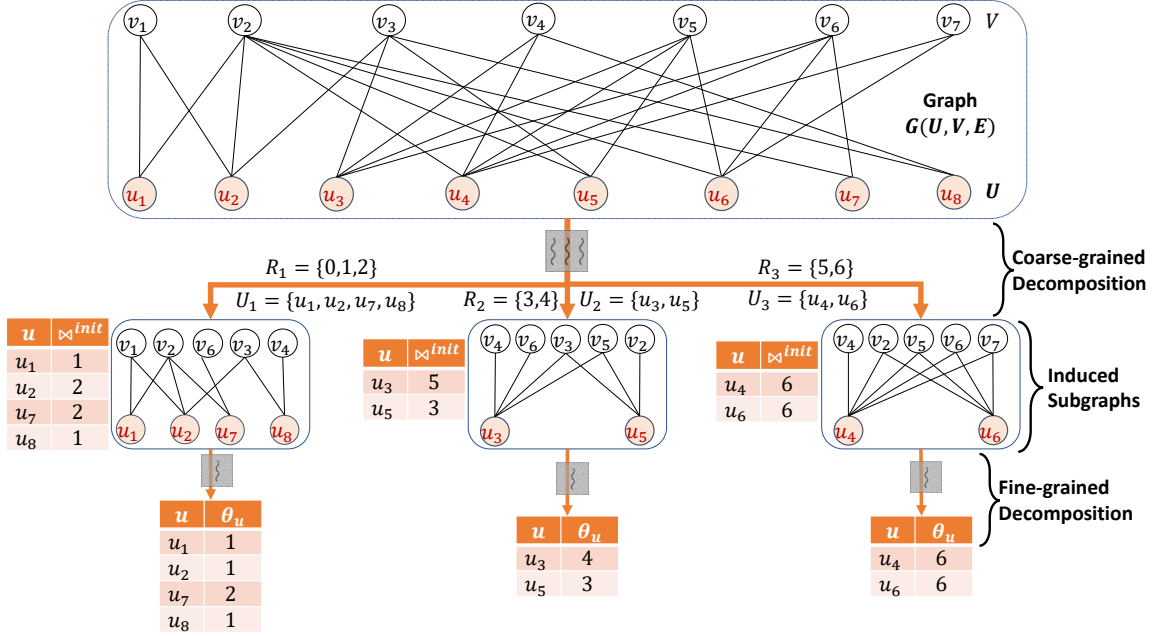 v₁ v₂ v₃ v₄ v₅ v₆ v₇ V
Graph
G(U, V, E)
u₁ u₂ u₃ u₄ u₅ u₆ u₇ u₈ U
Coarse-grained
Decomposition
R₁ = {0,1,2}
U₁ = {u₁, u₂, u₇, u₈}
R₂ = {3,4}
U₂ = {u₃, u₅}
R₃ = {5,6}
U₃ = {u₄, u₆}
u ⋈ⁱⁿⁱᵗ
u₁ 1
u₂ 2
u₇ 2
u₈ 1
v₁ v₂ v₆ v₃ v₄
u₁ u₂ u₇ u₈
u ⋈ⁱⁿⁱᵗ
u₃ 5
u₅ 3
v₄ v₆ v₃ v₅ v₂
u₃ u₅
u ⋈ⁱⁿⁱᵗ
u₄ 6
u₆ 6
v₄ v₂ v₅ v₆ v₇
u₄ u₆
Induced
Subgraphs
Fine-grained
Decomposition
u θᵤ
u₁ 1
u₂ 1
u₇ 2
u₈ 1
u θᵤ
u₃ 4
u₅ 3
u θᵤ
u₄ 6
u₆ 6